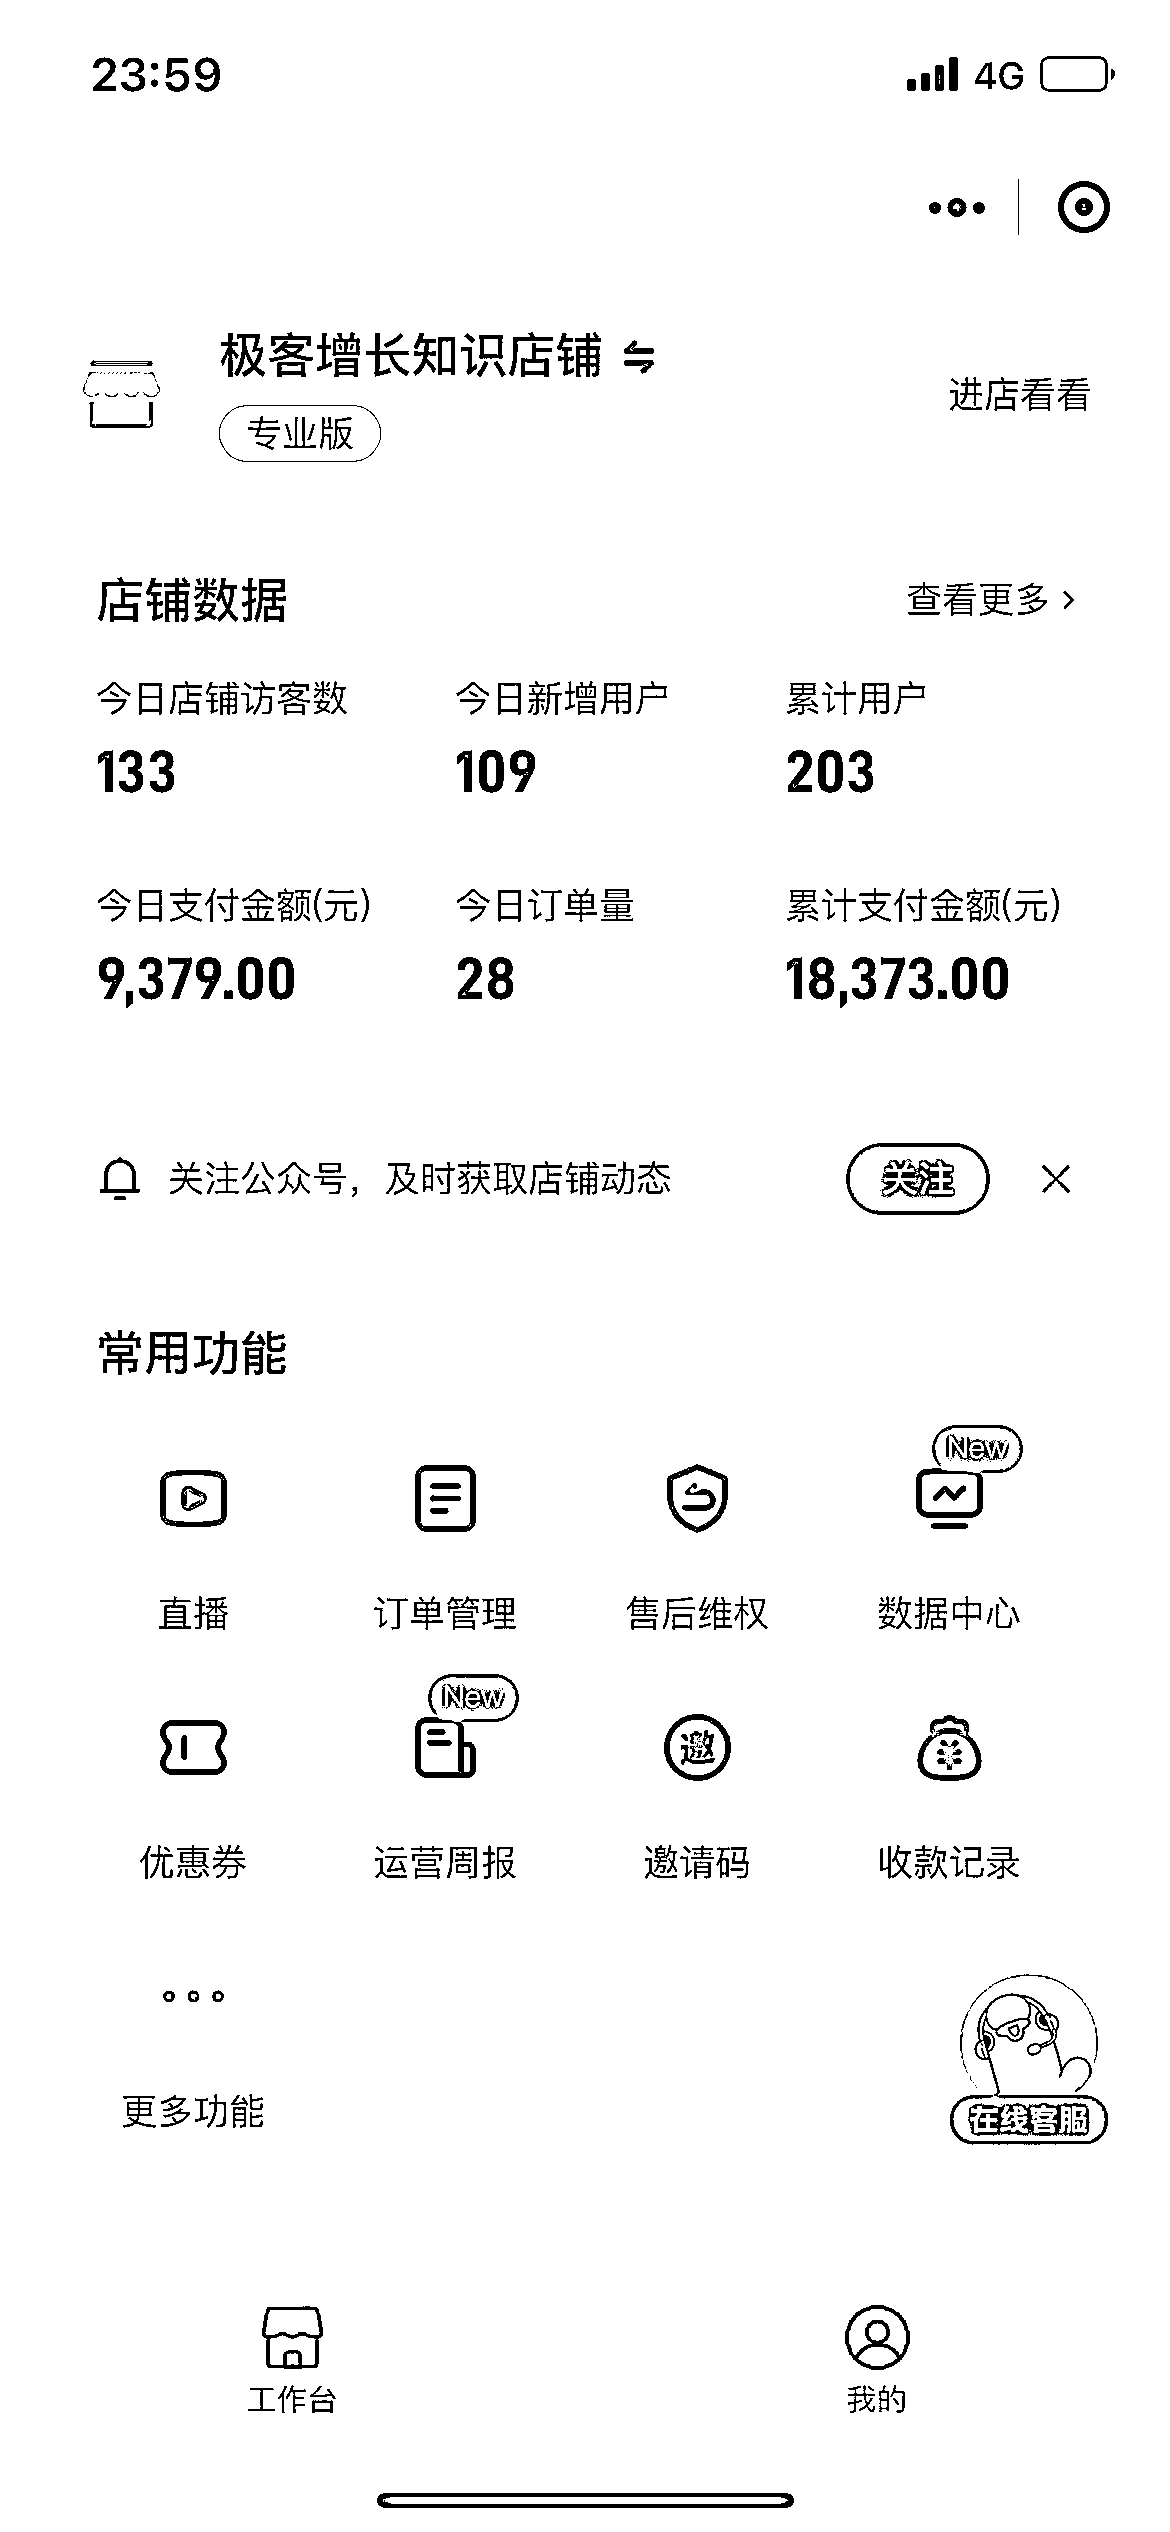 23:59 4G
极客增长知识店铺
专业版
进店看看
店铺数据 查看更多 >
今日店铺访客数 今日新增用户 累计用户
133 109 203
今日支付金额(元) 今日订单量 累计支付金额(元)
9,379.00 28 18,373.00
关注公众号，及时获取店铺动态 关注
常用功能
New
直播 订单管理 售后维权 数据中心
New
邀
优惠券 运营周报 邀请码 收款记录
更多功能
在线客服
工作台 我的